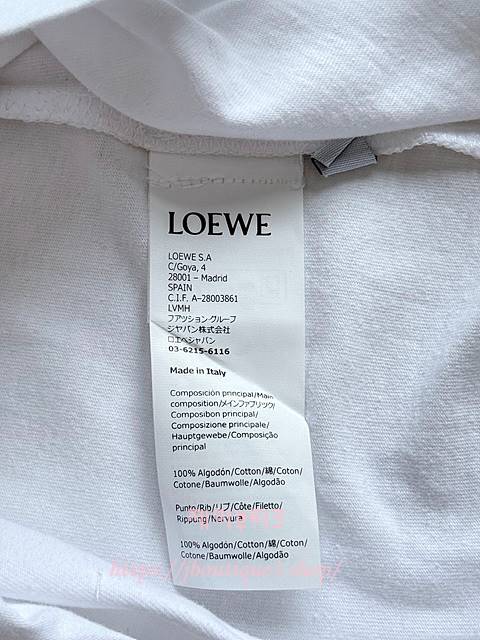 LOEWE
LOEWE S.A
C/Goya, 4
28001 – Madrid
SPAIN
C.I.F. A–28003861
LVMH
ファッショングループ
ジャパン株式会社
ロエベジャパン
03-6215-6116
Made in Italy
Composición principal/Main
composition/メインファブリック/
Compositon principal/
Composizione principale/
Hauptgewebe/Composição
principal
100% Algodón/Cotton/綿/Coton/
Cotone/Baumwolle/Algodão
Punto/Rib/リブ/Côte/Filetto/
Rippung/Nervura
100% Algodón/Cotton/綿/Coton/
Cotone/Baumwolle/Algodão